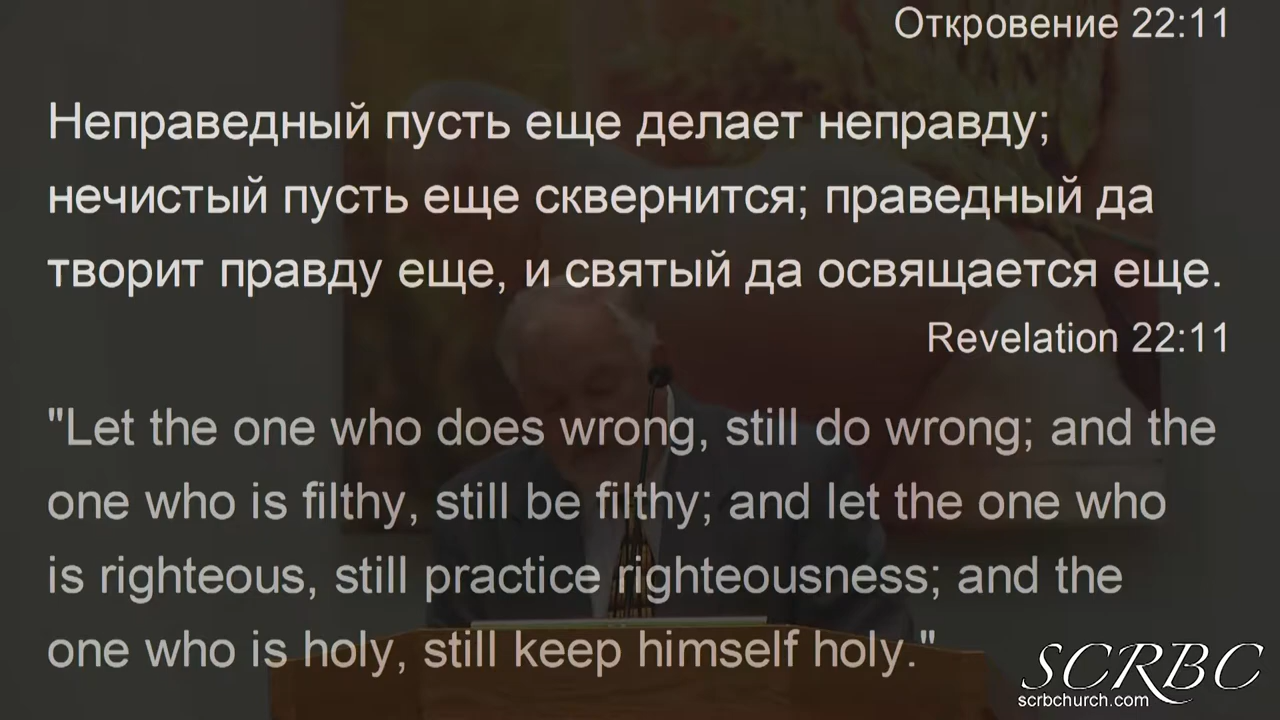 Откровение 22:11
Неправедный пусть еще делает неправду;
нечистый пусть еще сквернится; праведный да
творит правду еще, и святый да освящается еще.
Revelation 22:11
"Let the one who does wrong, still do wrong; and the
one who is filthy, still be filthy; and let the one who
is righteous, still practice righteousness; and the
one who is holy, still keep himself holy."
SCRBC
scrbchurch.com